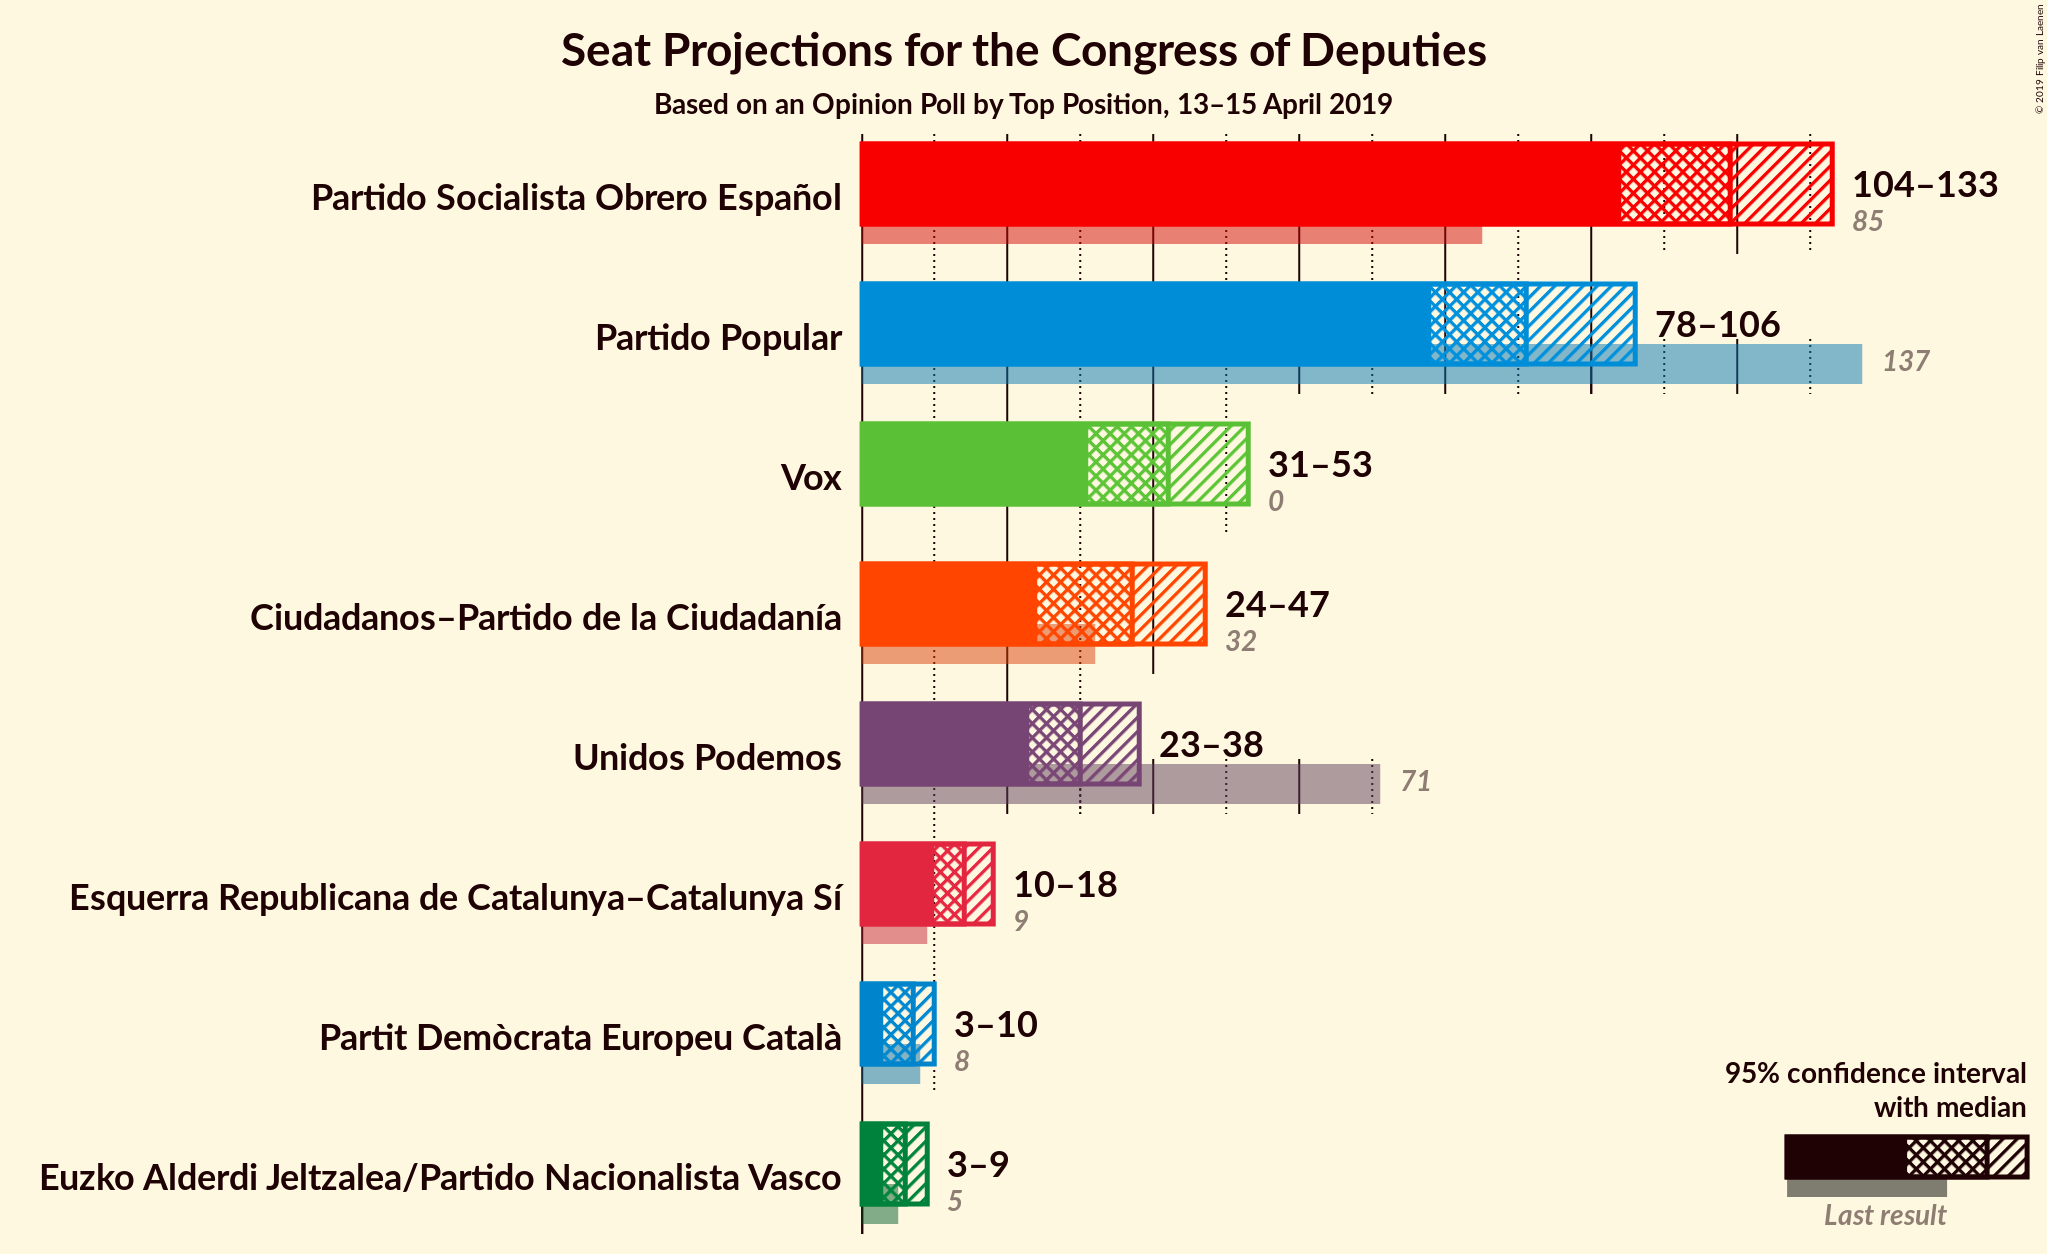 Seat Projections for the Congress of Deputies
Based on an Opinion Poll by Top Position, 13–15 April 2019
© 2019 Filip van Laenen
Partido Socialista Obrero Español
104–133
85
Partido Popular
78–106
137
Vox
31–53
0
Ciudadanos–Partido de la Ciudadanía
24–47
32
Unidos Podemos
23–38
71
Esquerra Republicana de Catalunya–Catalunya Sí
10–18
9
Partit Demòcrata Europeu Català
3–10
8
Euzko Alderdi Jeltzalea/Partido Nacionalista Vasco
3–9
5
95% confidence interval
with median
Last result